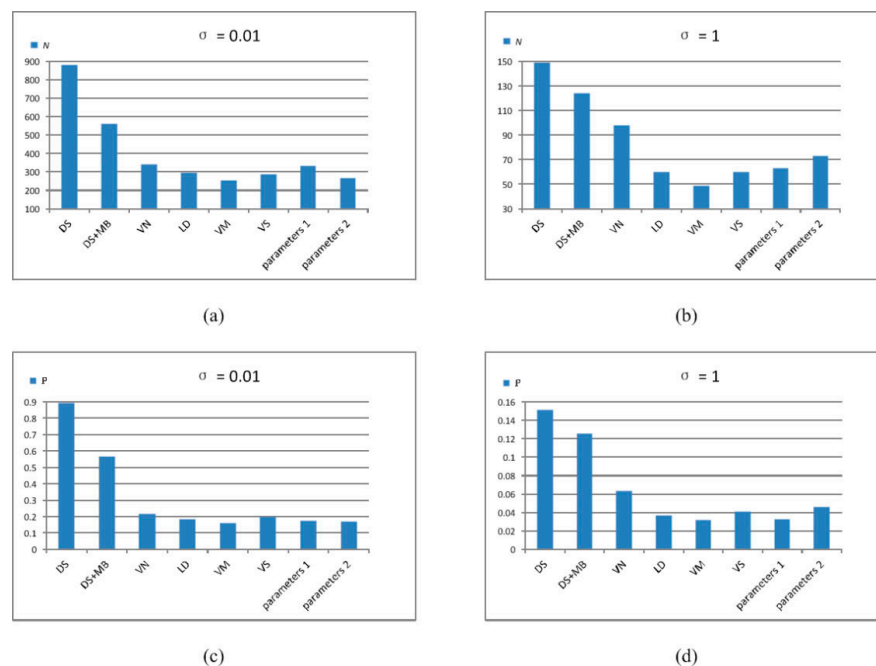 σ = 0.01
N
900
800
700
600
500
400
300
200
100
DS
DS+MB
VN
LD
VM
VS
parameters 1
parameters 2
(a)
σ = 1
N
150
130
110
90
70
50
30
DS
DS+MB
VN
LD
VM
VS
parameters 1
parameters 2
(b)
σ = 0.01
P
0.9
0.8
0.7
0.6
0.5
0.4
0.3
0.2
0.1
0
DS
DS+MB
VN
LD
VM
VS
parameters 1
parameters 2
(c)
σ = 1
P
0.16
0.14
0.12
0.1
0.08
0.06
0.04
0.02
0
DS
DS+MB
VN
LD
VM
VS
parameters 1
parameters 2
(d)